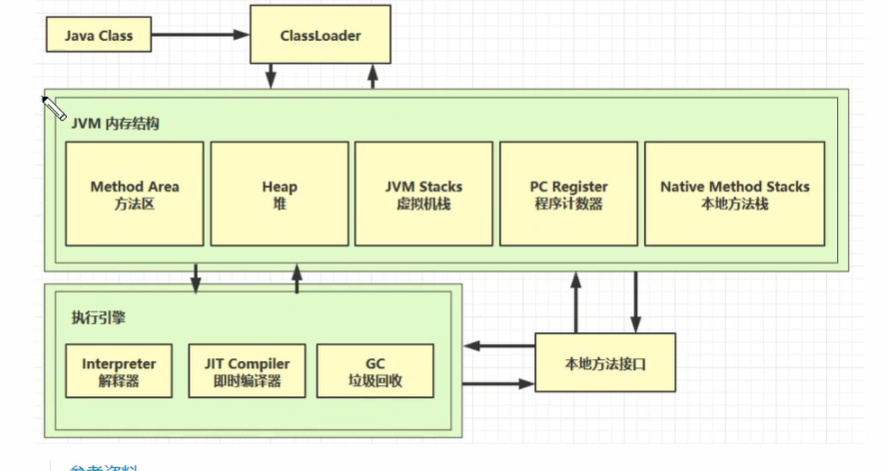 Java Class
ClassLoader
JVM 内存结构
Method Area
方法区
Heap
堆
JVM Stacks
虚拟机栈
PC Register
程序计数器
Native Method Stacks
本地方法栈
执行引擎
Interpreter
解释器
JIT Compiler
即时编译器
GC
垃圾回收
本地方法接口